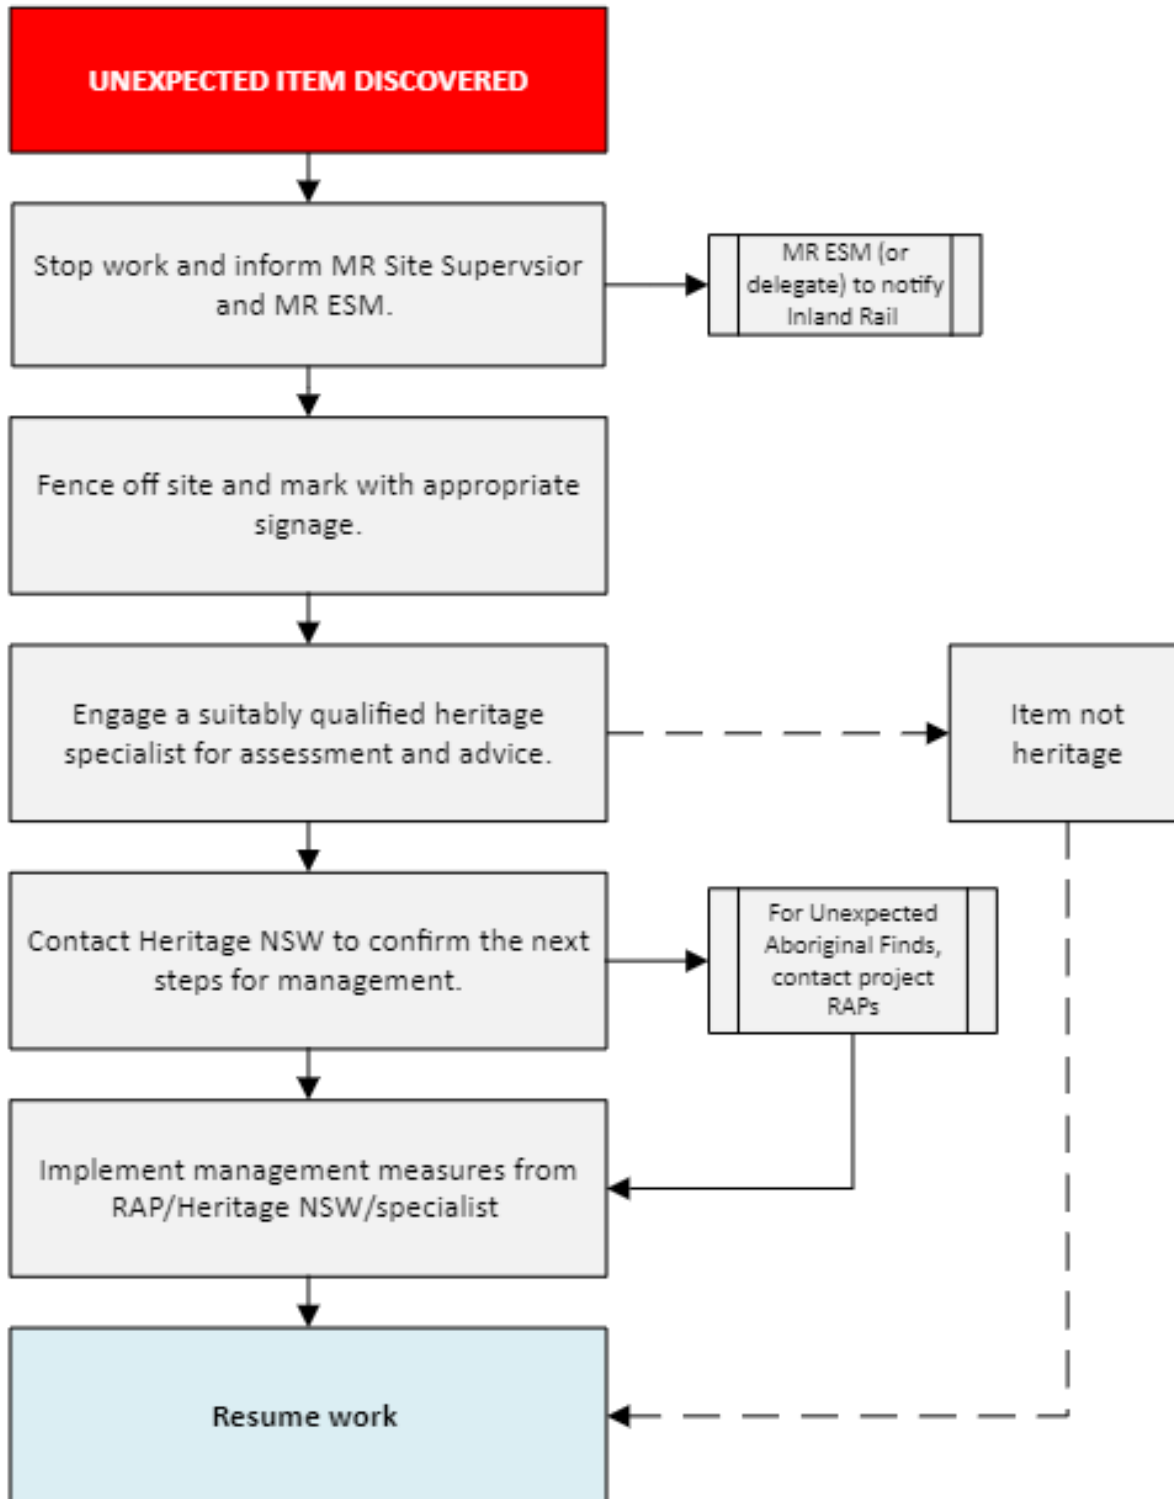 UNEXPECTED ITEM DISCOVERED
Stop work and inform MR Site Supervsior
and MR ESM.
MR ESM (or
delegate) to notify
Inland Rail
Fence off site and mark with appropriate
signage.
Engage a suitably qualified heritage
specialist for assessment and advice.
Item not
heritage
Contact Heritage NSW to confirm the next
steps for management.
For Unexpected
Aboriginal Finds,
contact project
RAPs
Implement management measures from
RAP/Heritage NSW/specialist
Resume work